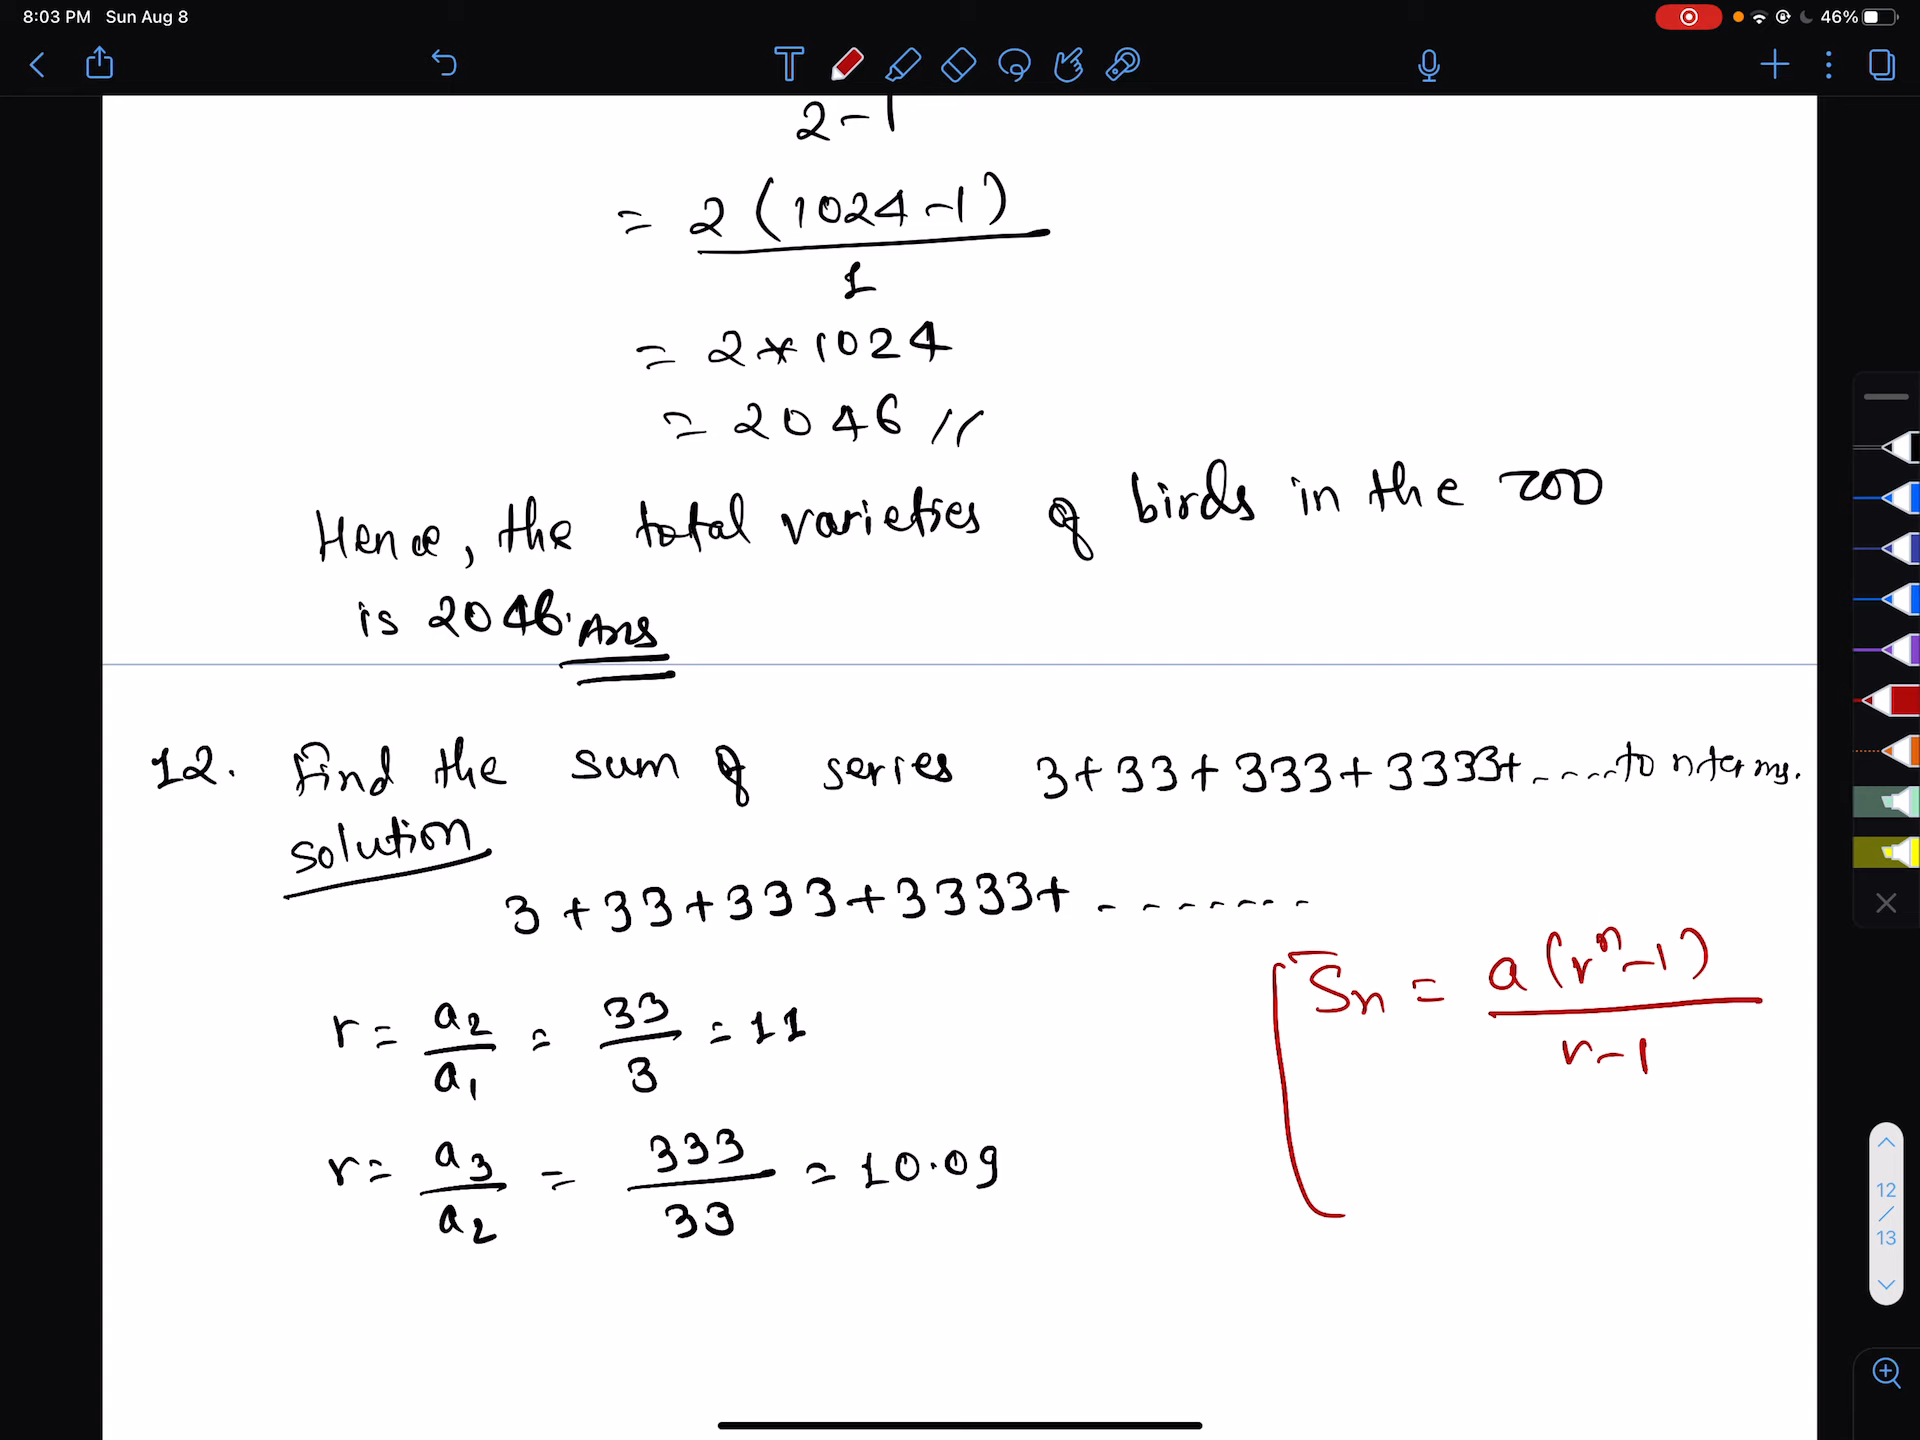 8:03 PM Sun Aug 8
46%
2-1
= 2(1024-1)
1
= 2*1024
= 2046 //
Hence, the total varieties of birds in the zoo
is 2046. Ans
12. Find the sum of series 3+33+333+3333+.....to n terms.
solution
3+33+333+3333+ - - - - - - -
Sn = a(r^n-1)
r-1
r = a2/a1 = 33/3 = 11
r = a3/a2 = 333/33 = 10.09
12
/
13